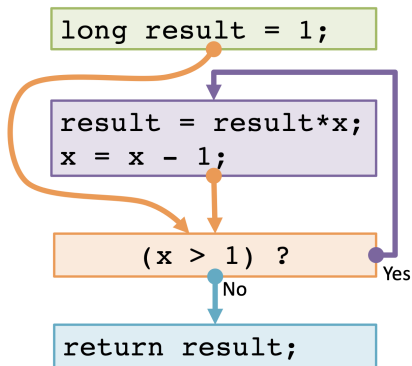 long result = 1;
result = result*x;
x = x - 1;
(x > 1) ?
Yes
No
return result;